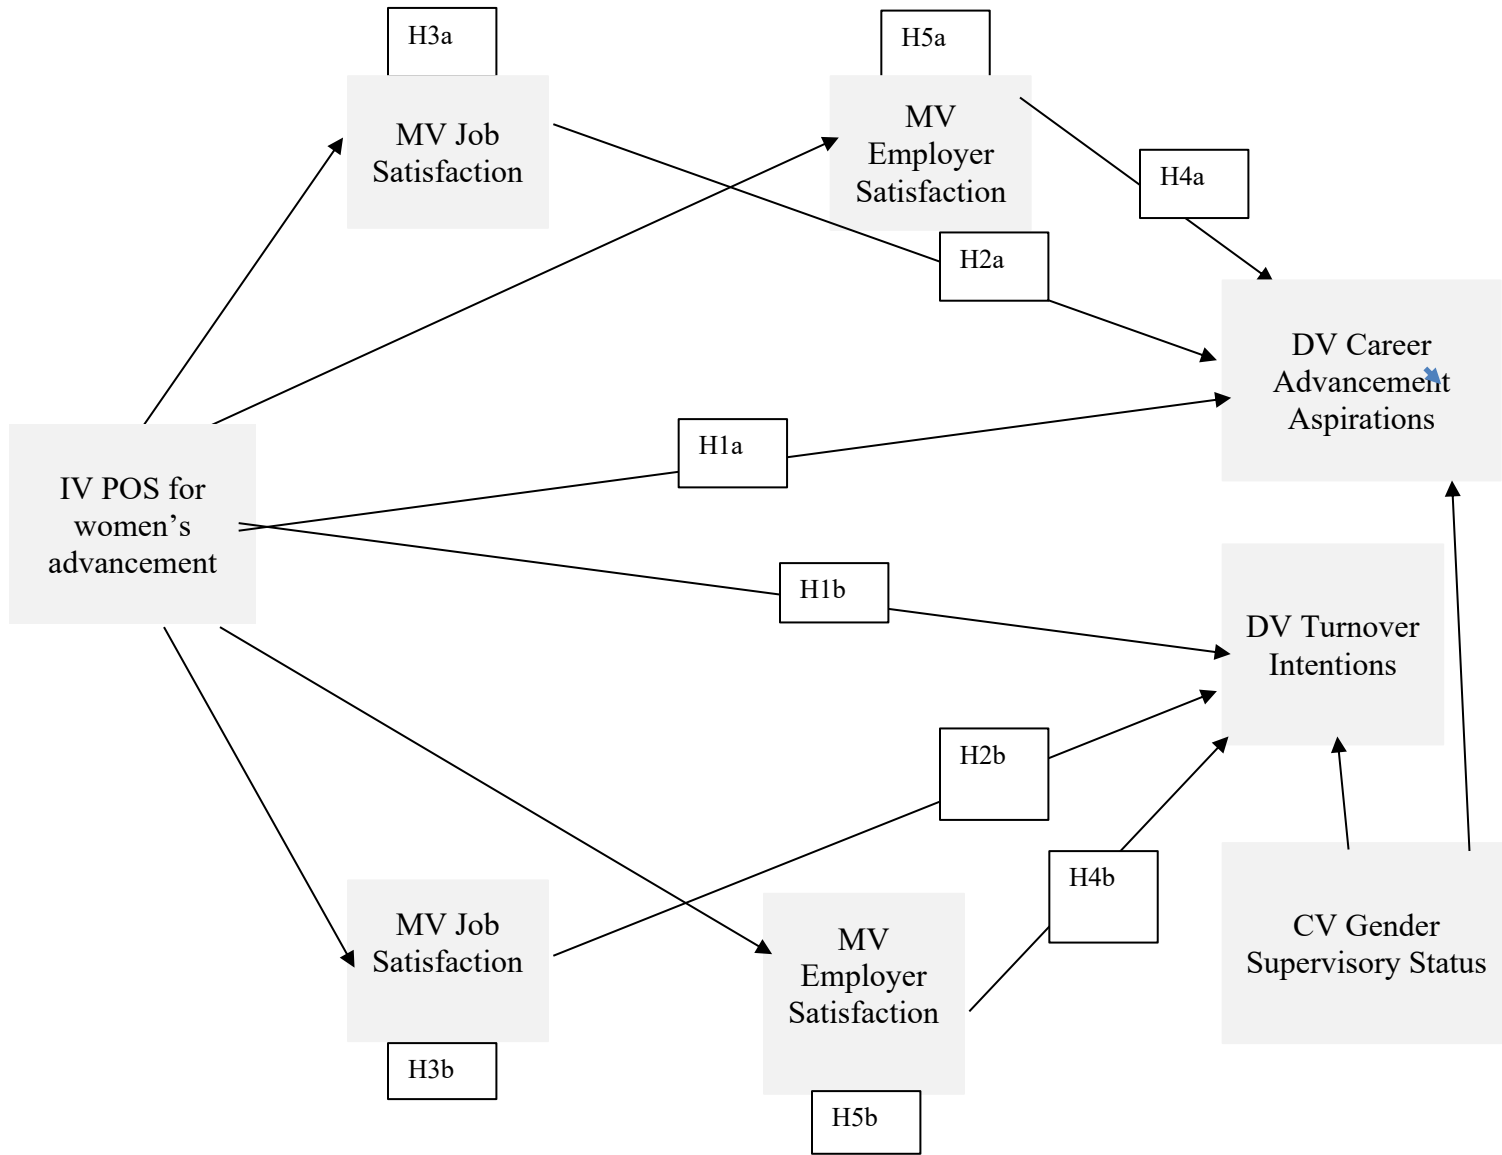 H3a
H5a
MV Job
Satisfaction
MV
Employer
Satisfaction
H4a
H2a
DV Career
Advancement
Aspirations
H1a
IV POS for
women’s
advancement
H1b
DV Turnover
Intentions
H2b
H4b
MV Job
Satisfaction
MV
Employer
Satisfaction
CV Gender
Supervisory Status
H3b
H5b